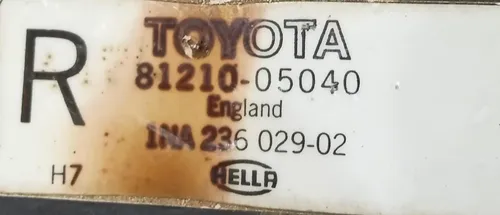 TOYOTA
R
81210-05040
England
1NA 236 029-02
H7
HELLA